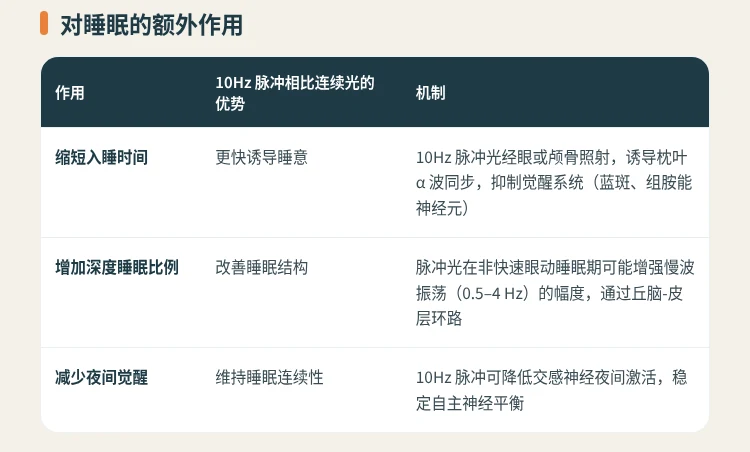 对睡眠的额外作用
作用
10Hz 脉冲相比连续光的
优势
机制
缩短入睡时间
更快诱导睡意
10Hz 脉冲光经眼或颅骨照射，诱导枕叶
α 波同步，抑制觉醒系统（蓝斑、组胺能
神经元）
增加深度睡眠比例
改善睡眠结构
脉冲光在非快速眼动睡眠期可能增强慢波
振荡（0.5–4 Hz）的幅度，通过丘脑-皮
层环路
减少夜间觉醒
维持睡眠连续性
10Hz 脉冲可降低交感神经夜间激活，稳
定自主神经平衡